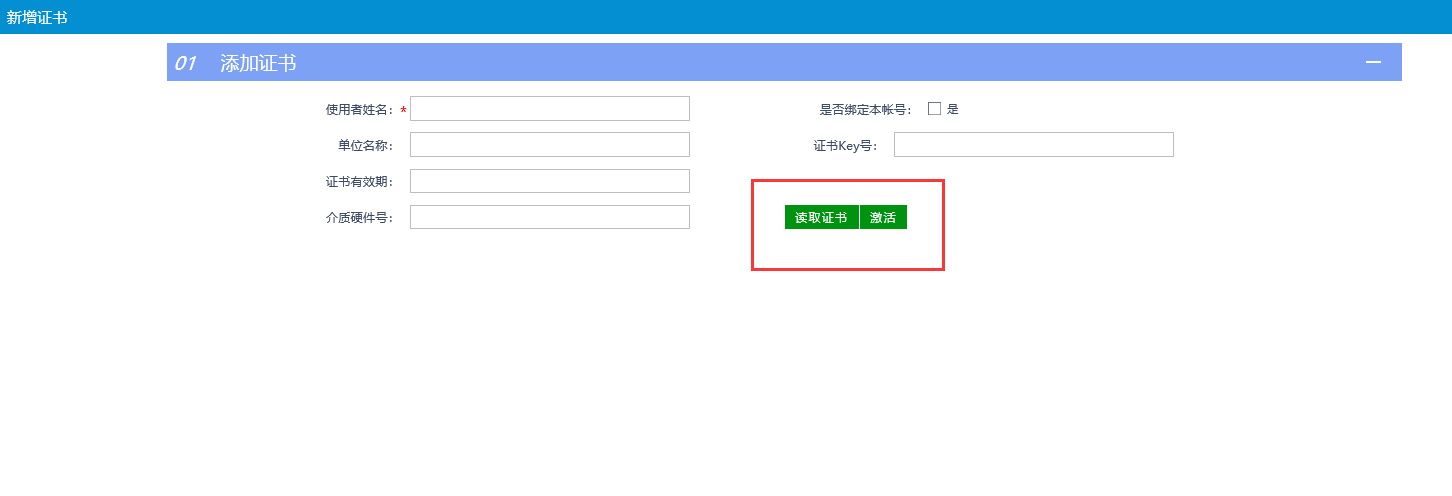 新增证书
01 添加证书
使用者姓名: * 是否绑定本帐号: 是
单位名称: 证书Key号:
证书有效期:
介质硬件号: 读取证书 激活